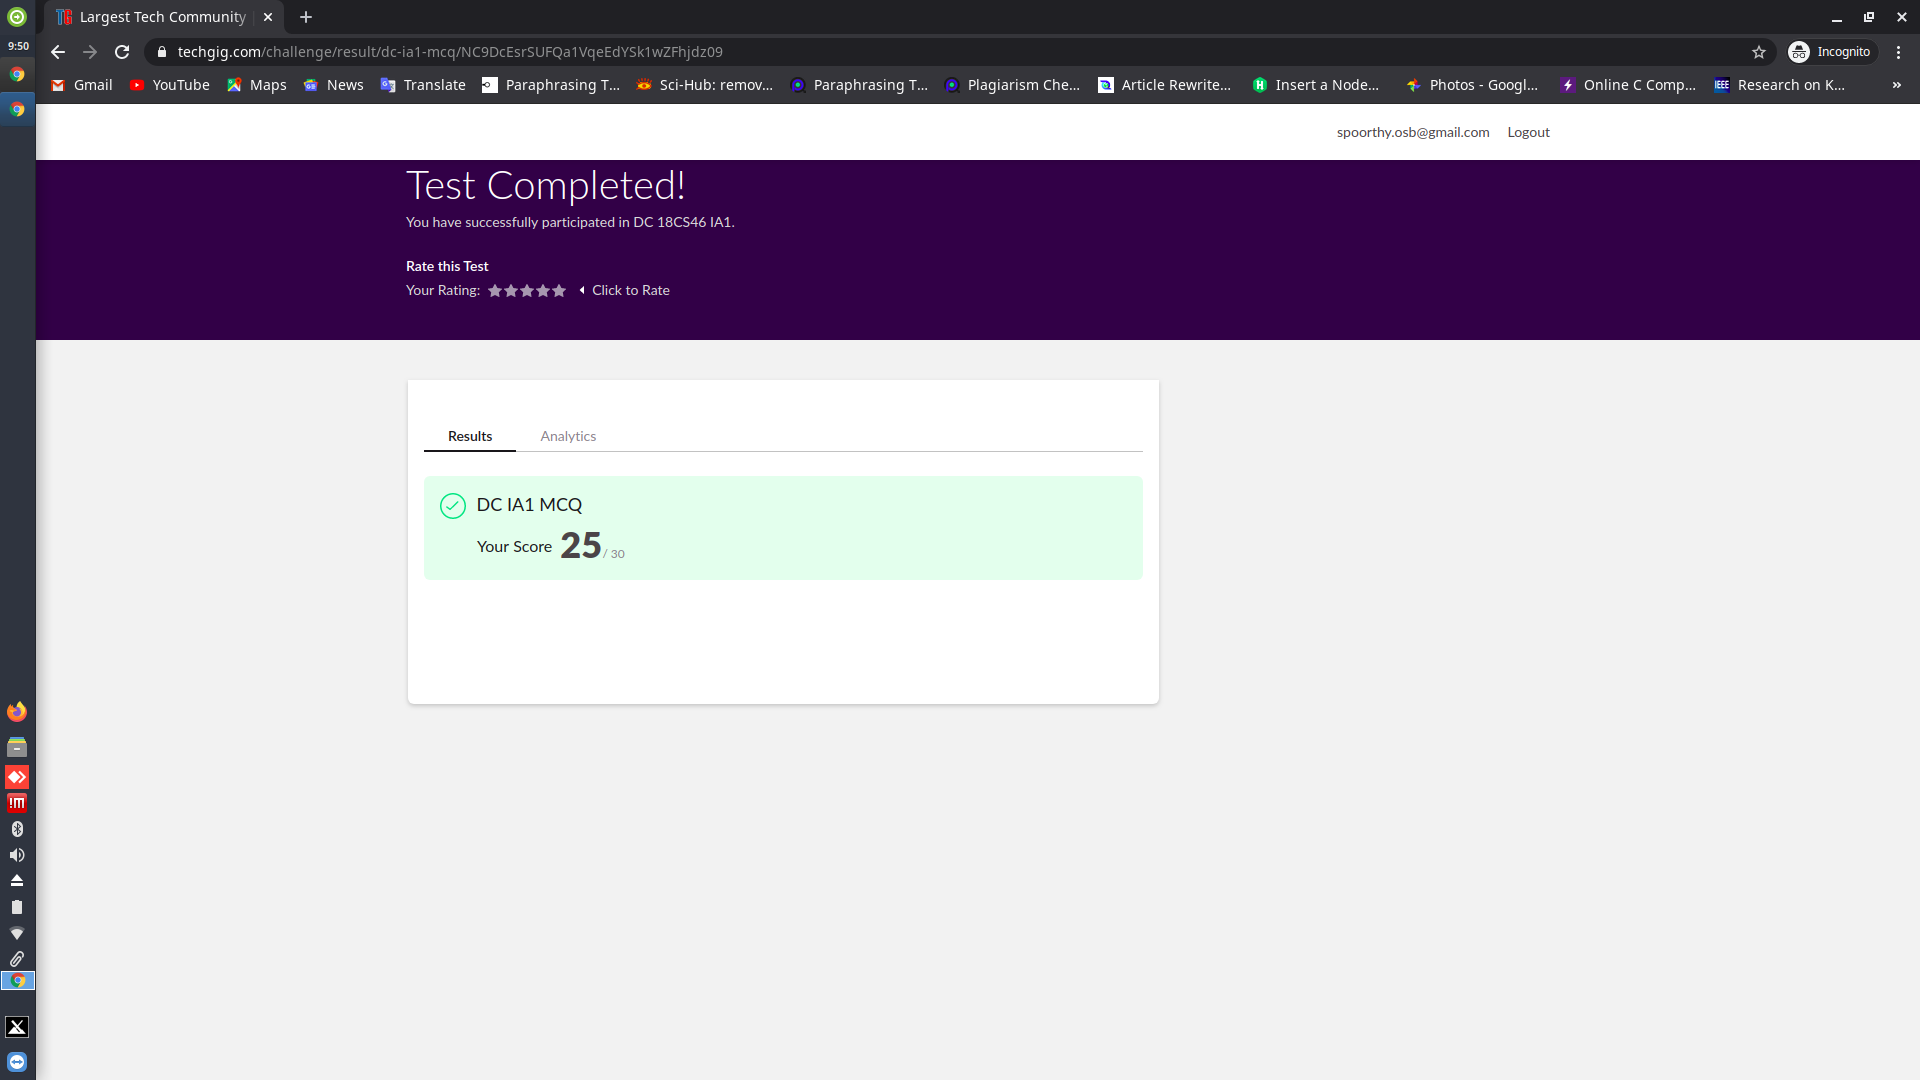 Largest Tech Community
9:50
techgig.com/challenge/result/dc-ia1-mcq/NC9DcEsrSUFQa1VqeEdYSk1wZFhjdz09
Incognito
Gmail YouTube Maps News Translate Paraphrasing T... Sci-Hub: remov... Paraphrasing T... Plagiarism Che... Article Rewrite... Insert a Node... Photos - Googl... Online C Comp... IEEE Research on K... »
spoorthy.osb@gmail.com Logout
Test Completed!
You have successfully participated in DC 18CS46 IA1.
Rate this Test
Your Rating: Click to Rate
Results Analytics
DC IA1 MCQ
Your Score 25 / 30